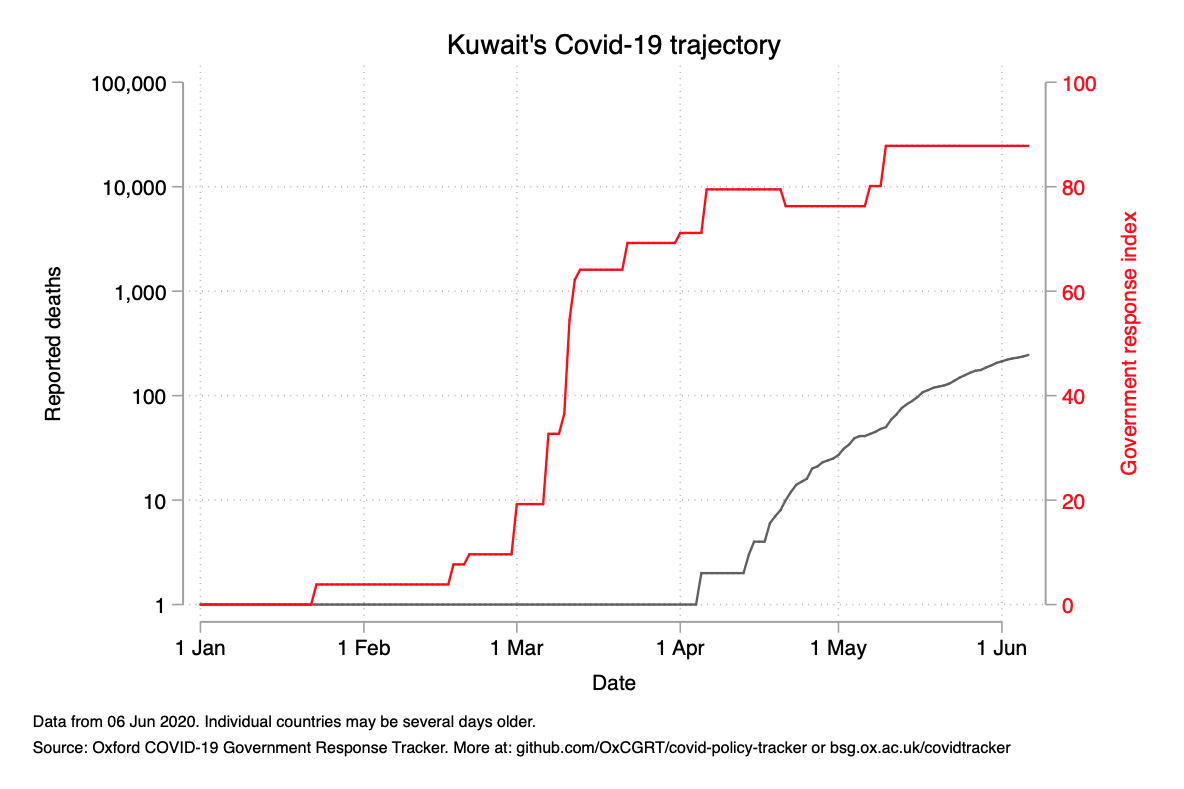 Kuwait's Covid-19 trajectory
100,000
10,000
1,000
100
10
1
Reported deaths
100
80
60
40
20
0
Government response index
1 Jan
1 Feb
1 Mar
1 Apr
1 May
1 Jun
Date
Data from 06 Jun 2020. Individual countries may be several days older.
Source: Oxford COVID-19 Government Response Tracker. More at: github.com/OxCGRT/covid-policy-tracker or bsg.ox.ac.uk/covidtracker